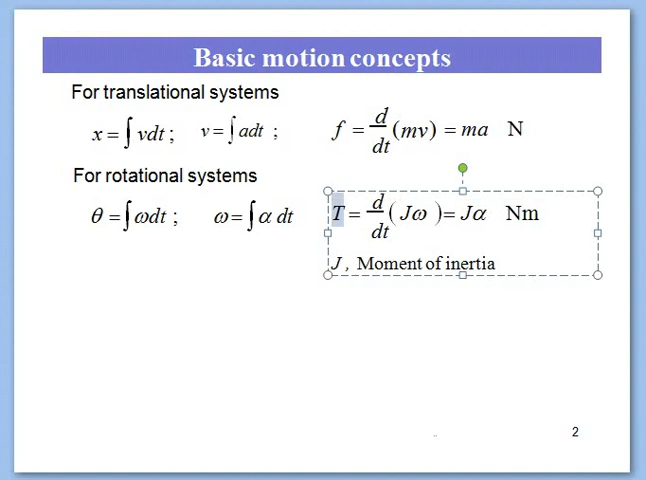 Basic motion concepts
For translational systems
x = ∫ vdt ; v = ∫ adt ; f = d/dt (mv) = ma N
For rotational systems
θ = ∫ ωdt ; ω = ∫ α dt T = d/dt ( Jω ) = Jα Nm
J , Moment of inertia
2